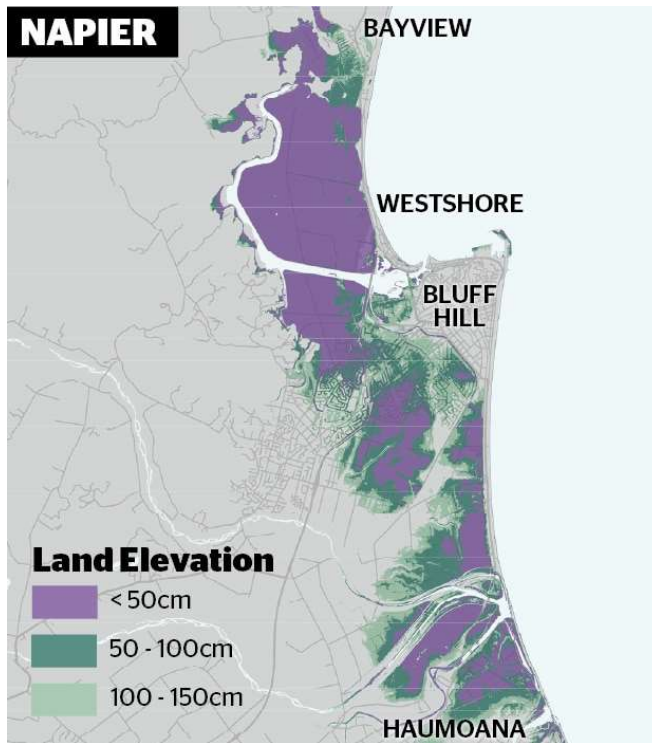 NAPIER
BAYVIEW
WESTSHORE
BLUFF
HILL
Land Elevation
< 50cm
50 - 100cm
100 - 150cm
HAUMOANA